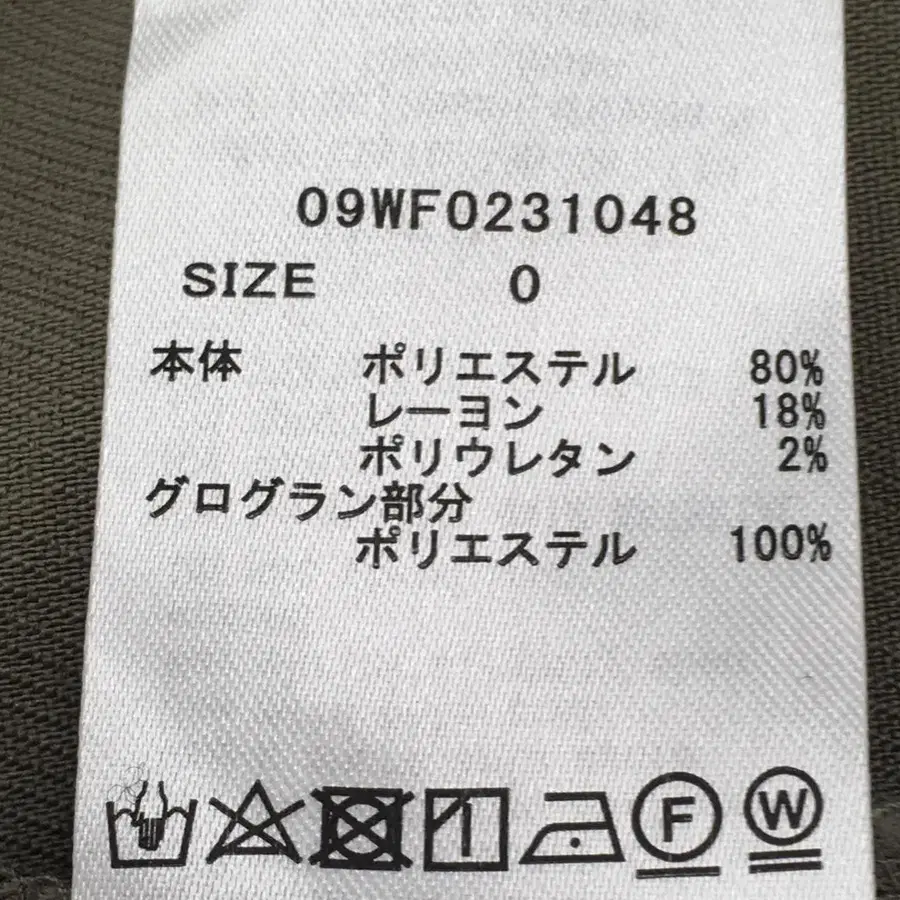 09WF0231048
SIZE 0
本体 ポリエステル 80%
レーヨン 18%
ポリウレタン 2%
グログラン部分
ポリエステル 100%
F W